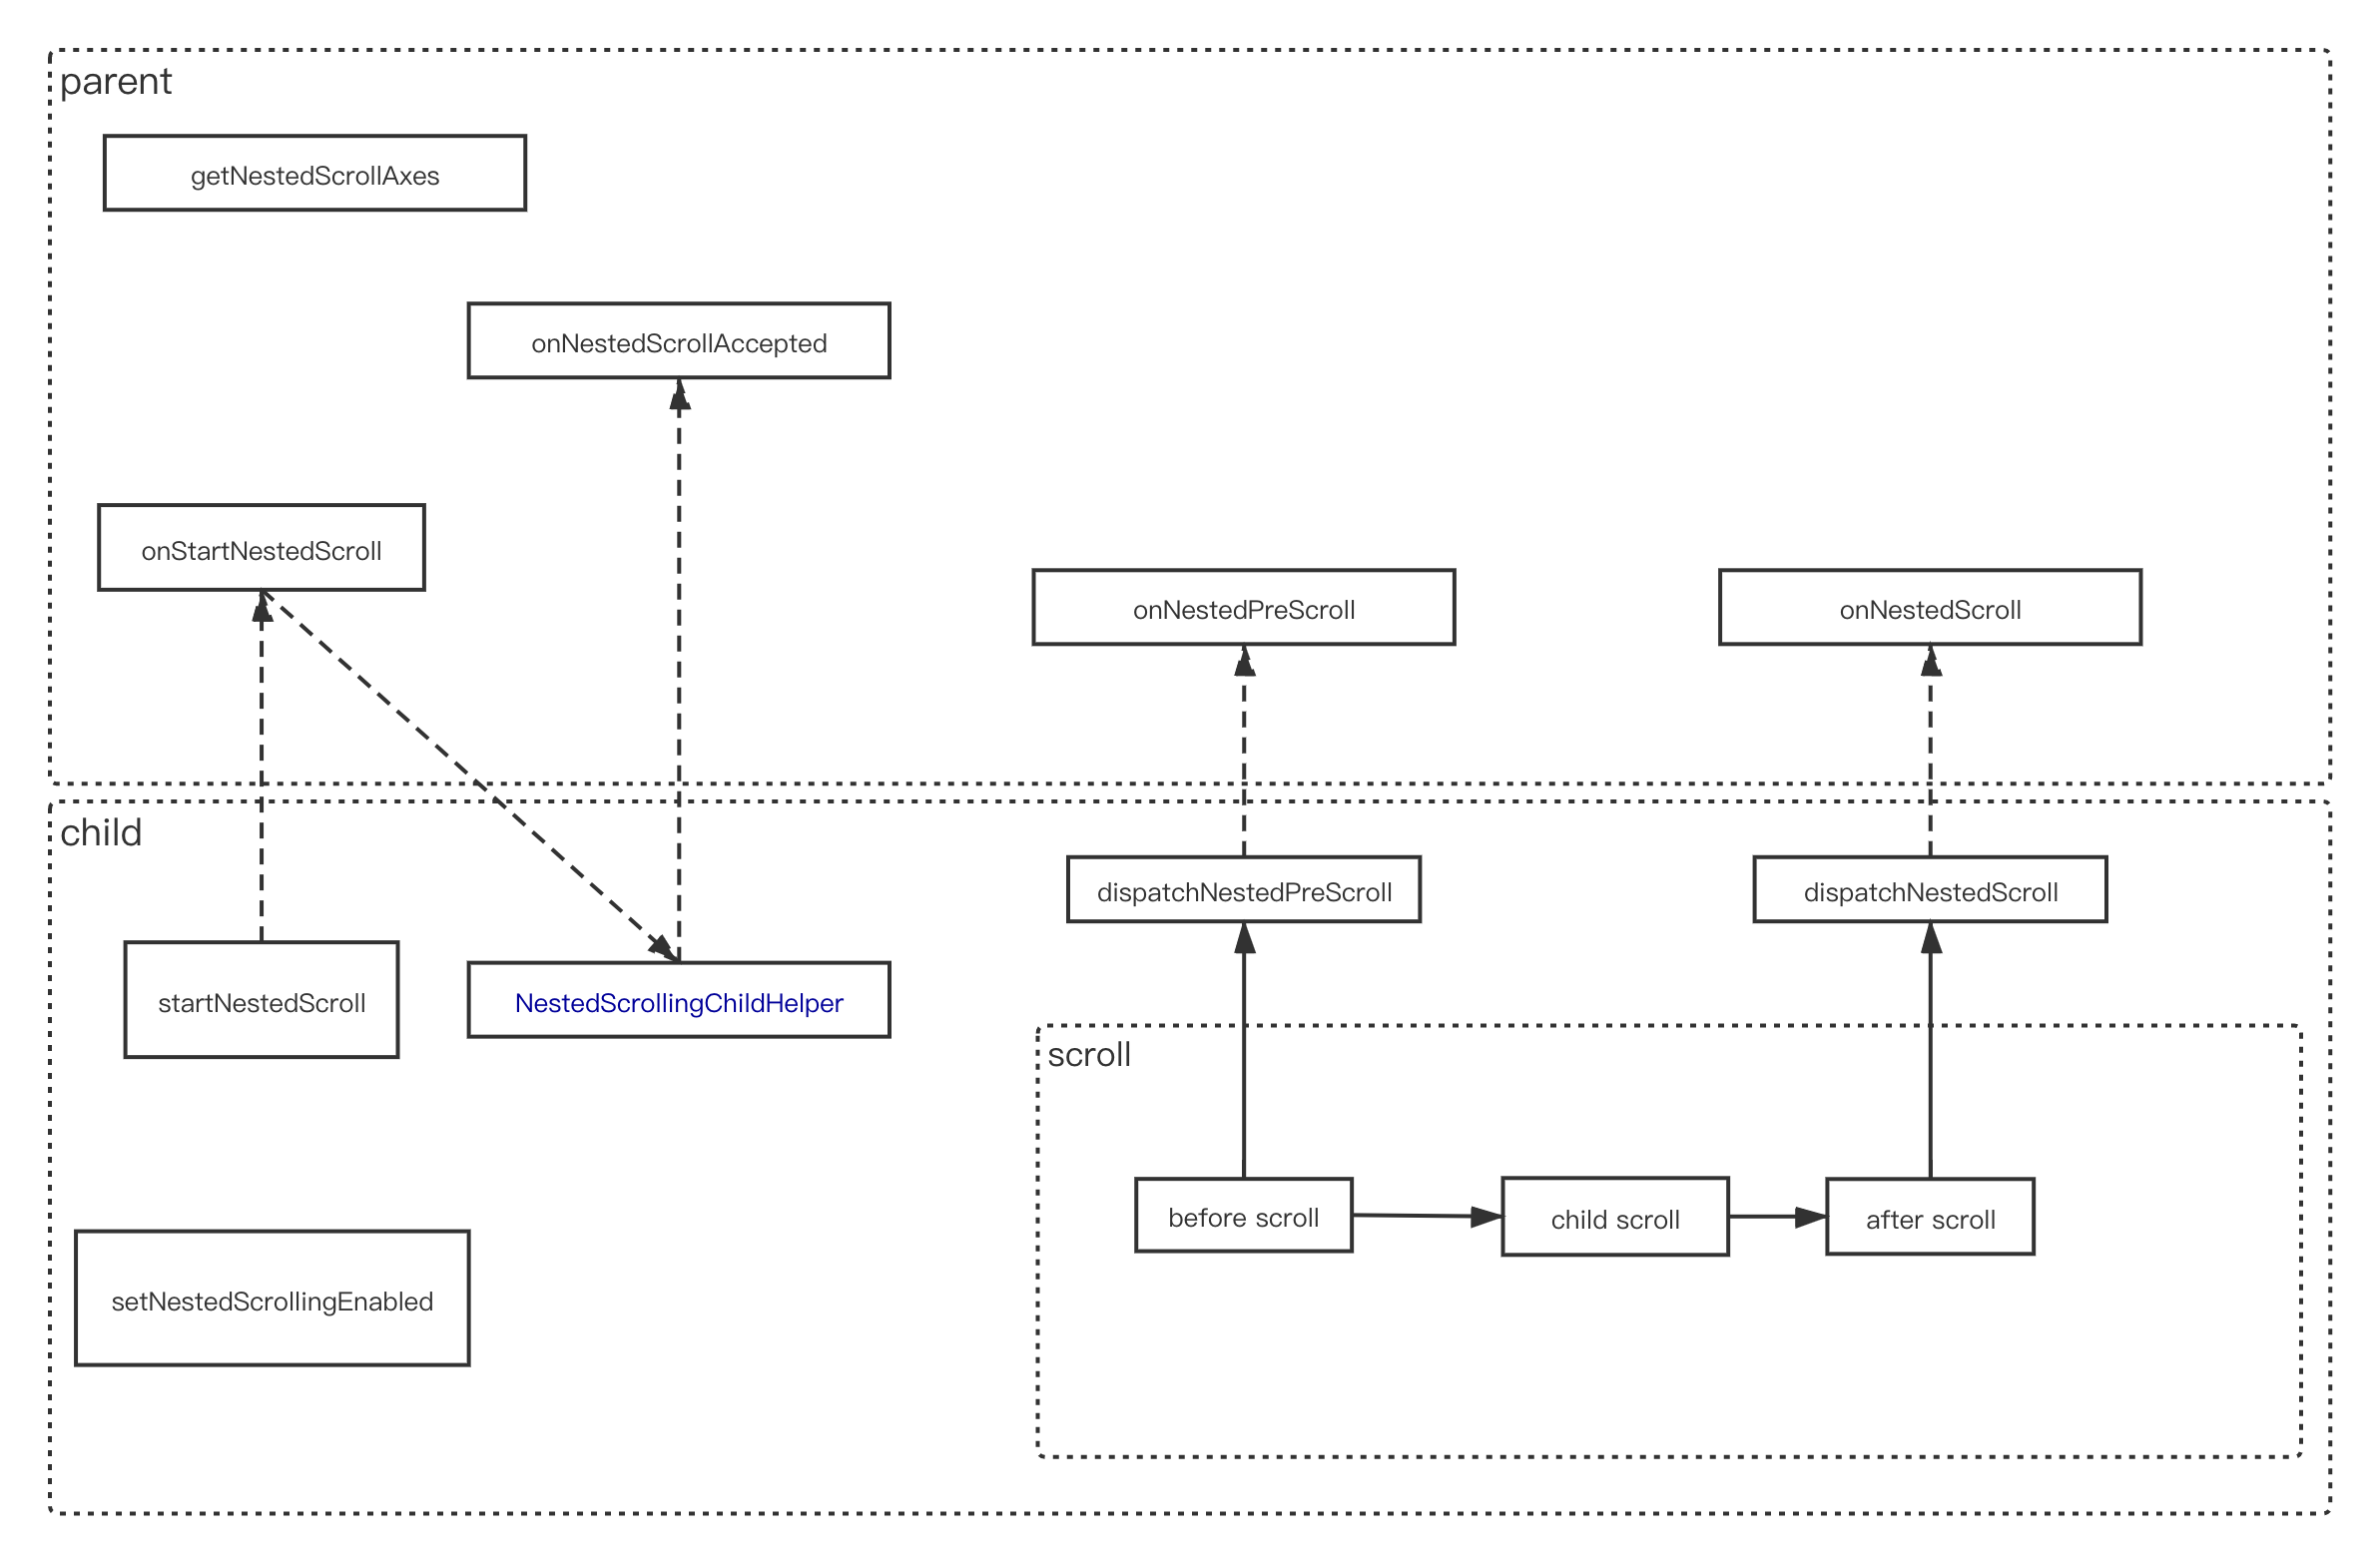 parent
getNestedScrollAxes
onNestedScrollAccepted
onStartNestedScroll
onNestedPreScroll
onNestedScroll
child
dispatchNestedPreScroll
dispatchNestedScroll
startNestedScroll
NestedScrollingChildHelper
scroll
before scroll
child scroll
after scroll
setNestedScrollingEnabled